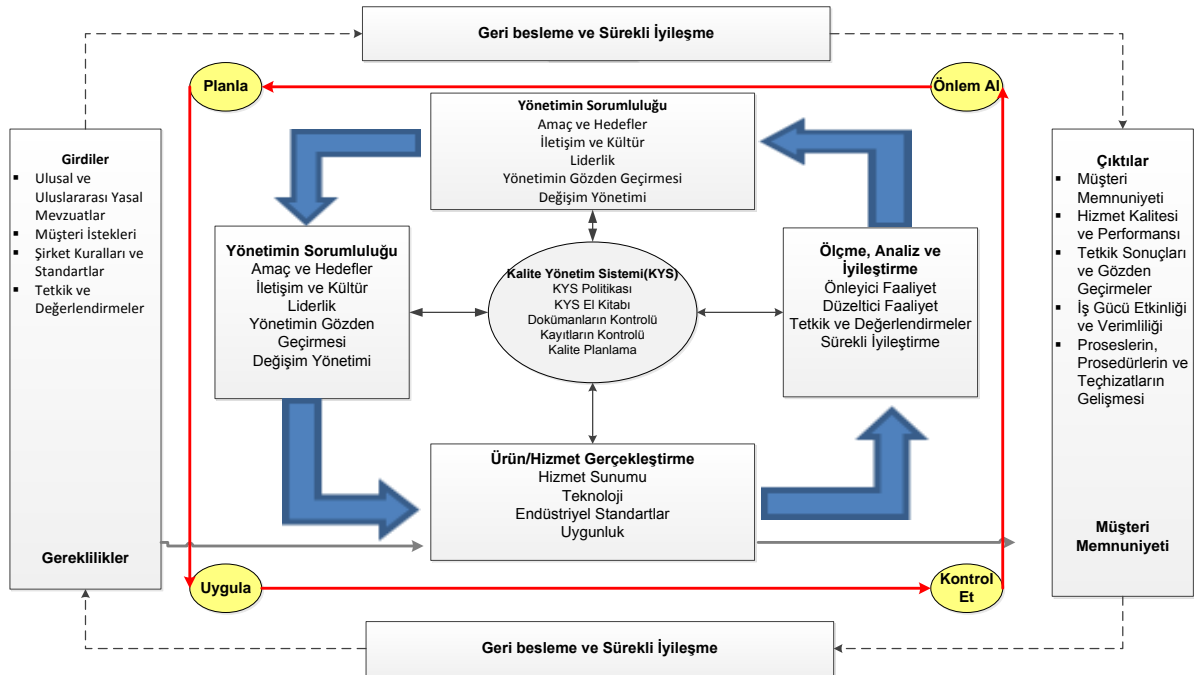 Geri besleme ve Sürekli İyileşme
Planla
Önlem Al
Girdiler
▪ Ulusal ve
Uluslararası Yasal
Mevzuatlar
▪ Müşteri İstekleri
▪ Şirket Kuralları ve
Standartlar
▪ Tetkik ve
Değerlendirmeler
Gereklilikler
Yönetimin Sorumluluğu
Amaç ve Hedefler
İletişim ve Kültür
Liderlik
Yönetimin Gözden Geçirmesi
Değişim Yönetimi
Yönetimin Sorumluluğu
Amaç ve Hedefler
İletişim ve Kültür
Liderlik
Yönetimin Gözden
Geçirmesi
Değişim Yönetimi
Kalite Yönetim Sistemi(KYS)
KYS Politikası
KYS El Kitabı
Dokümanların Kontrolü
Kayıtların Kontrolü
Kalite Planlama
Ölçme, Analiz ve
İyileştirme
Önleyici Faaliyet
Düzeltici Faaliyet
Tetkik ve Değerlendirmeler
Sürekli İyileştirme
Ürün/Hizmet Gerçekleştirme
Hizmet Sunumu
Teknoloji
Endüstriyel Standartlar
Uygunluk
Çıktılar
▪ Müşteri
Memnuniyeti
▪ Hizmet Kalitesi
ve Performansı
▪ Tetkik Sonuçları
ve Gözden
Geçirmeler
▪ İş Gücü Etkinliği
ve Verimliliği
▪ Proseslerin,
Prosedürlerin ve
Teçhizatların
Gelişmesi
Müşteri
Memnuniyeti
Uygula
Kontrol
Et
Geri besleme ve Sürekli İyileşme